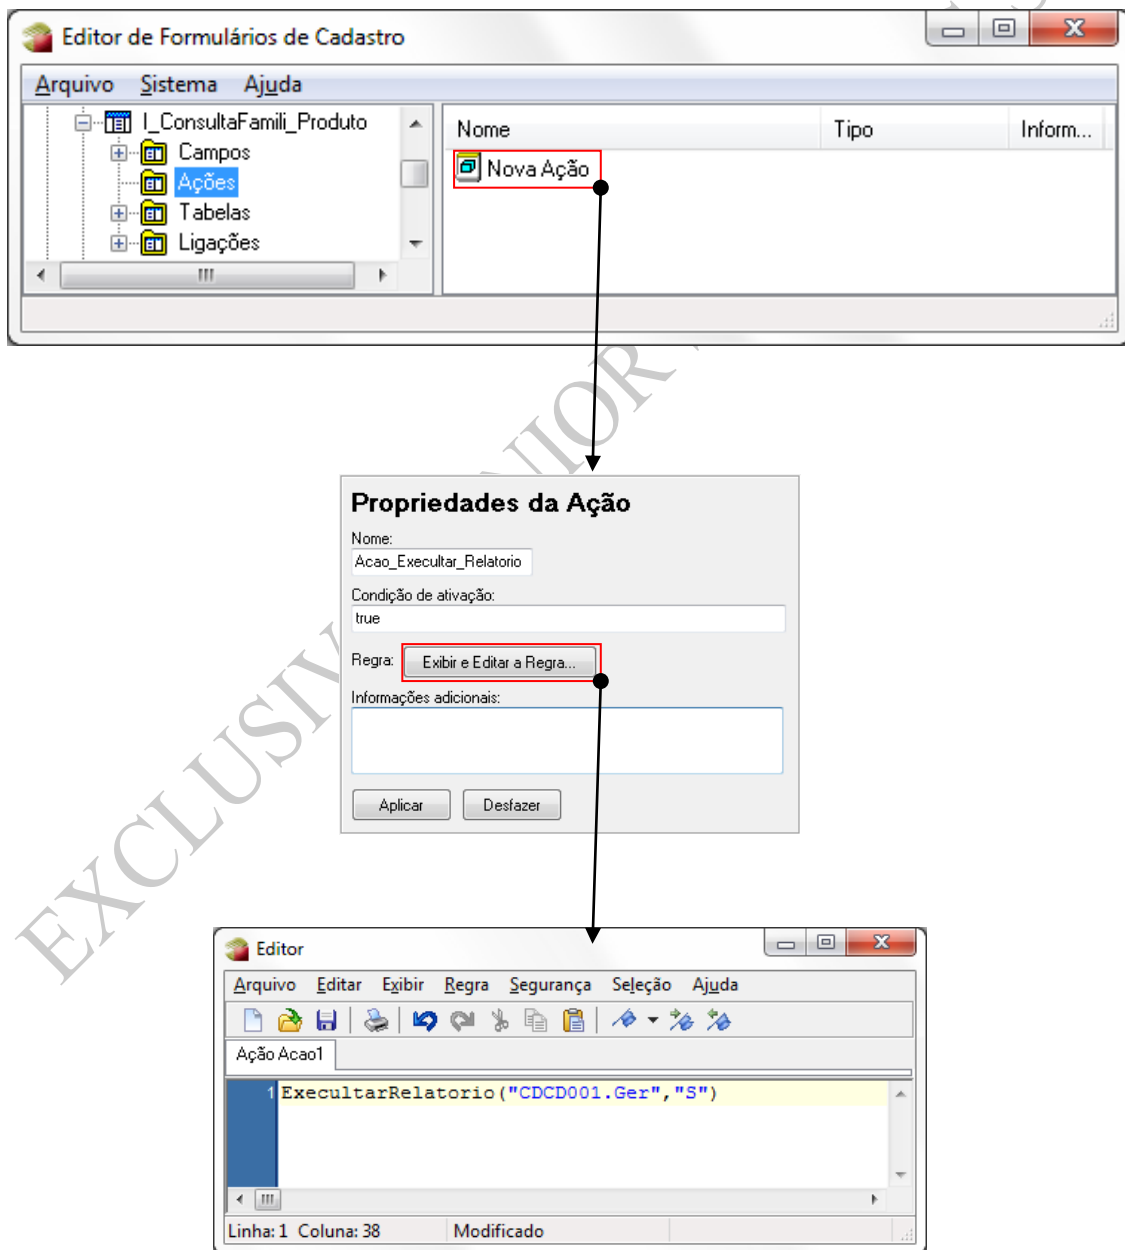 Editor de Formulários de Cadastro
Arquivo Sistema Ajuda
I_ConsultaFamili_Produto
Campos
Ações
Tabelas
Ligações
Nome Tipo Inform...
Nova Ação
Propriedades da Ação
Nome:
Acao_Execultar_Relatorio
Condição de ativação:
true
Regra: Exibir e Editar a Regra...
Informações adicionais:
Aplicar Desfazer
Editor
Arquivo Editar Exibir Regra Segurança Seleção Ajuda
Ação Acao1
1 ExecultarRelatorio("CDCD001.Ger","S")
Linha: 1 Coluna: 38 Modificado